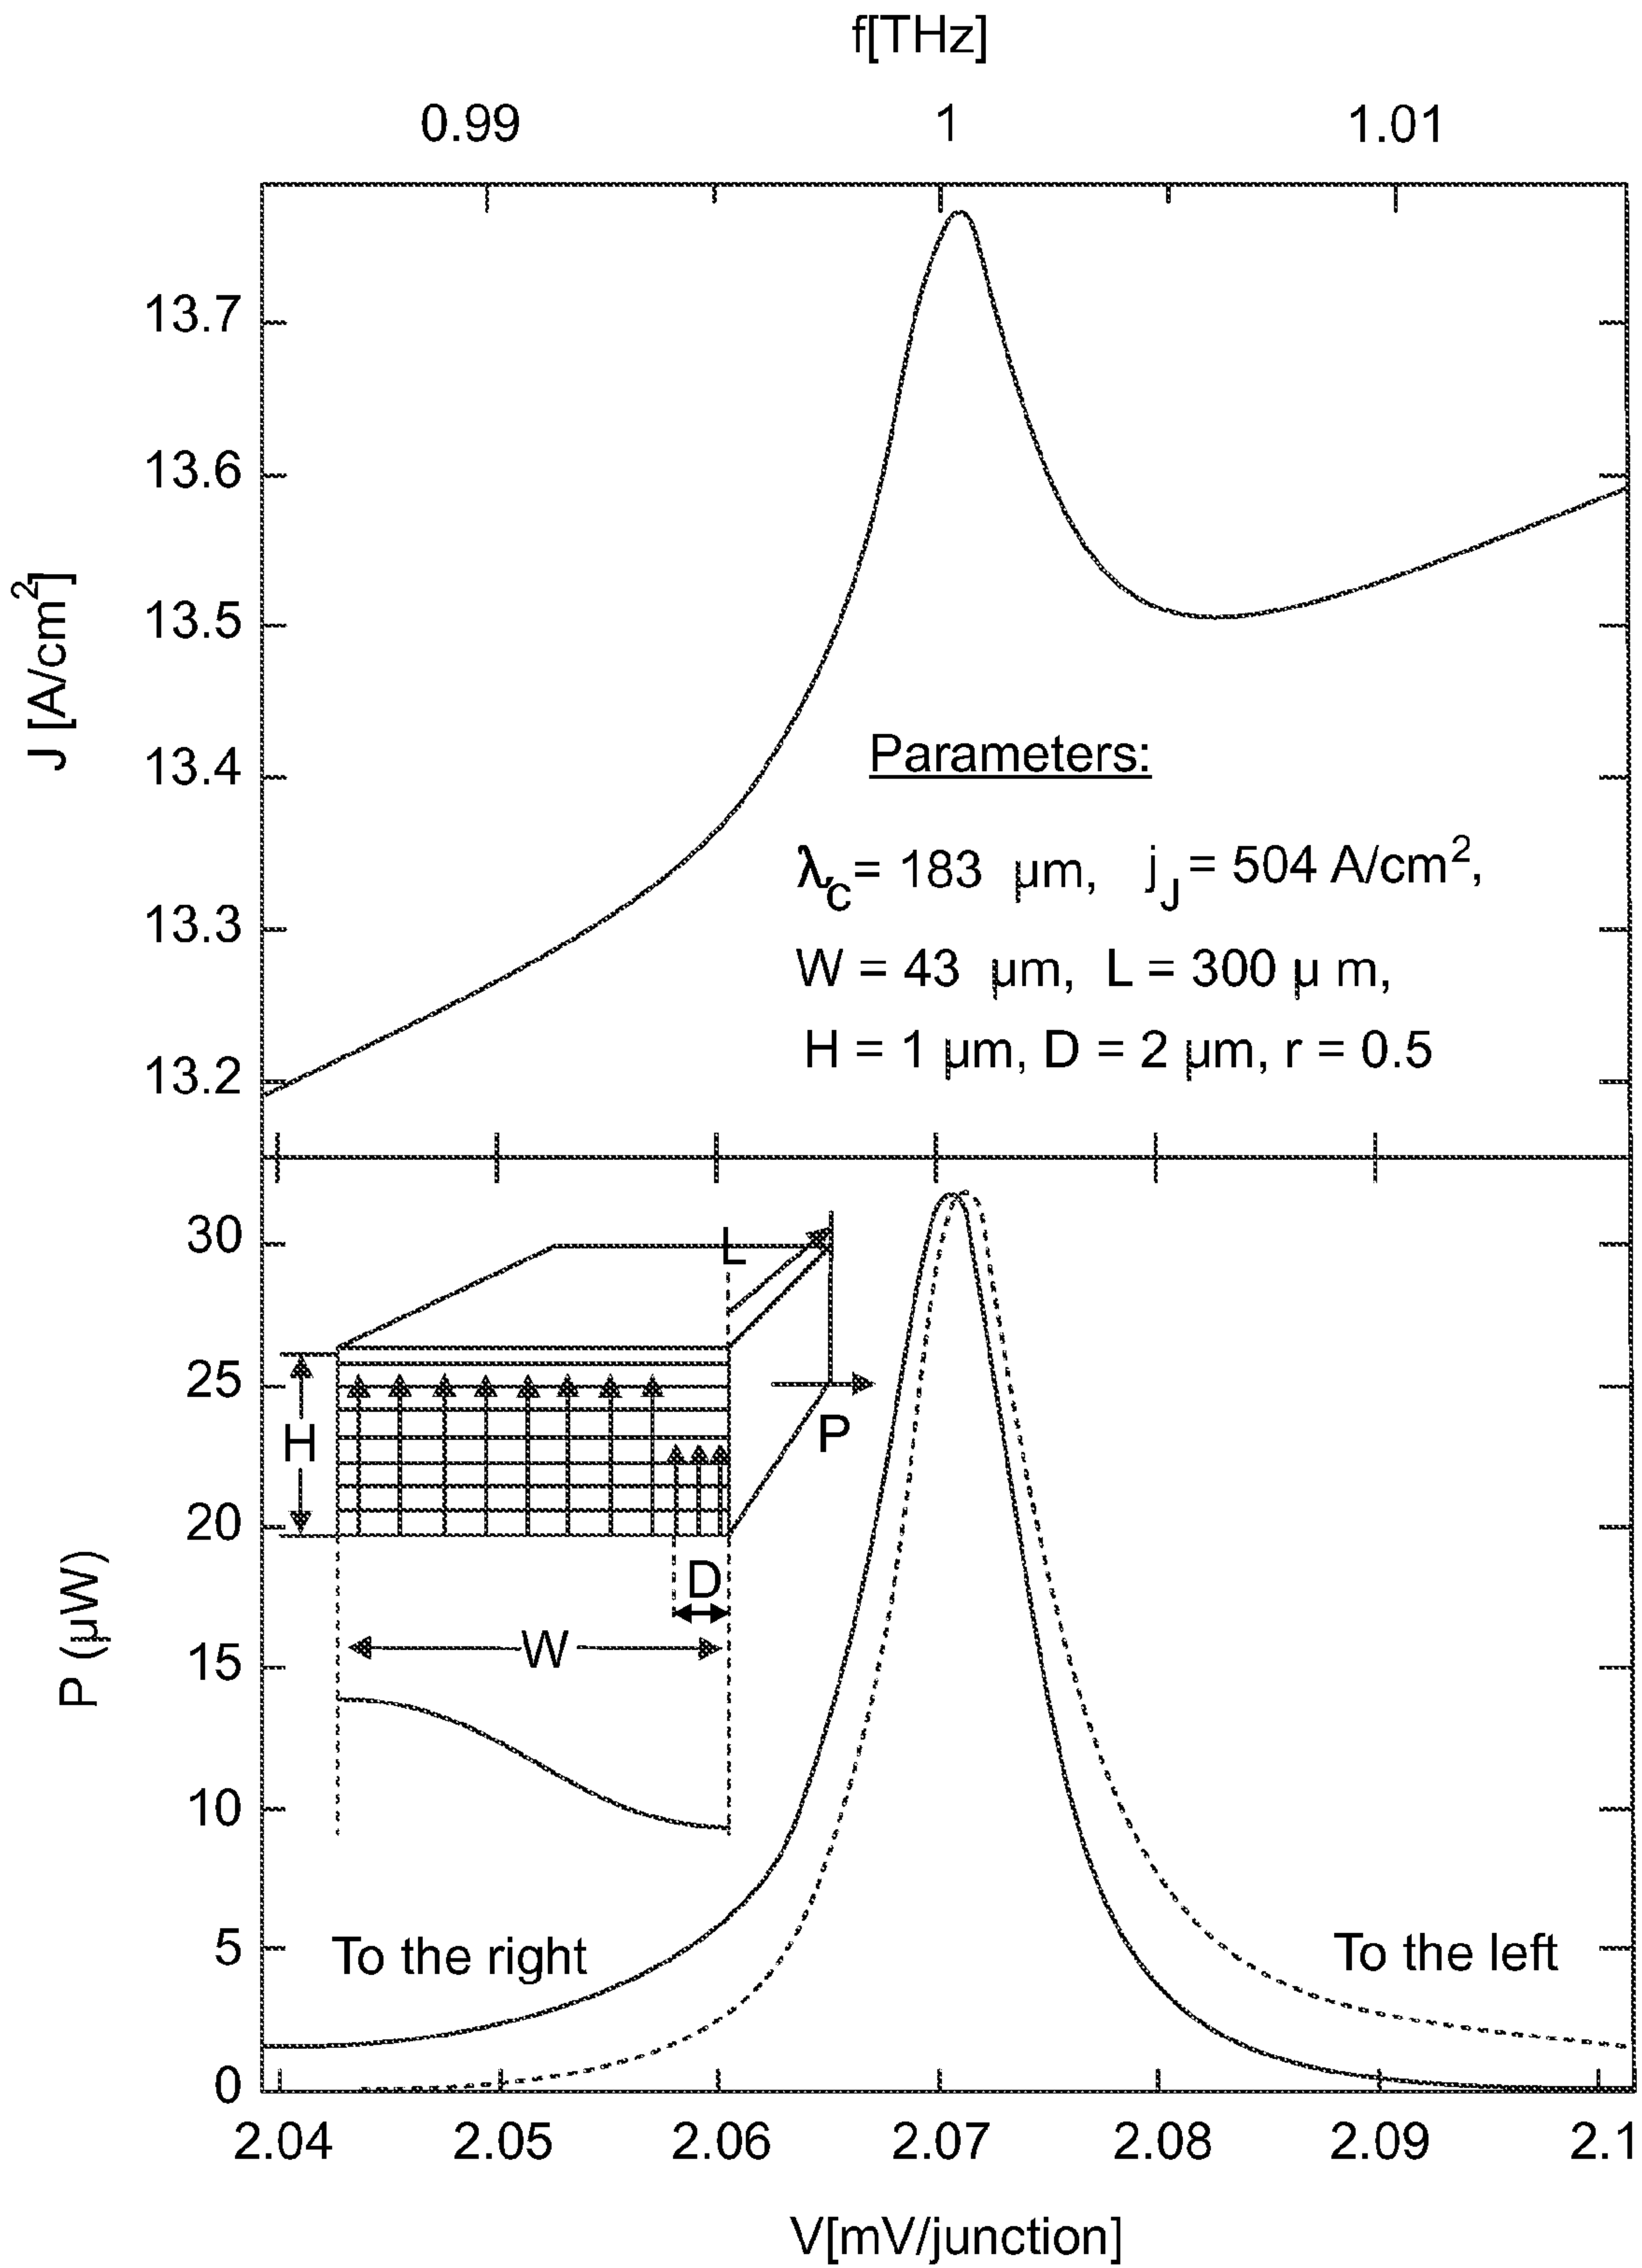 f[THz]
0.99 1 1.01
J [A/cm²]
13.7
13.6
13.5
13.4
13.3
13.2
Parameters:
λc = 183 μm, jJ = 504 A/cm²,
W = 43 μm, L = 300 μ m,
H = 1 μm, D = 2 μm, r = 0.5
P (μW)
30
25
20
15
10
5
0
L
H
P
D
W
To the right
To the left
2.04 2.05 2.06 2.07 2.08 2.09 2.1
V[mV/junction]